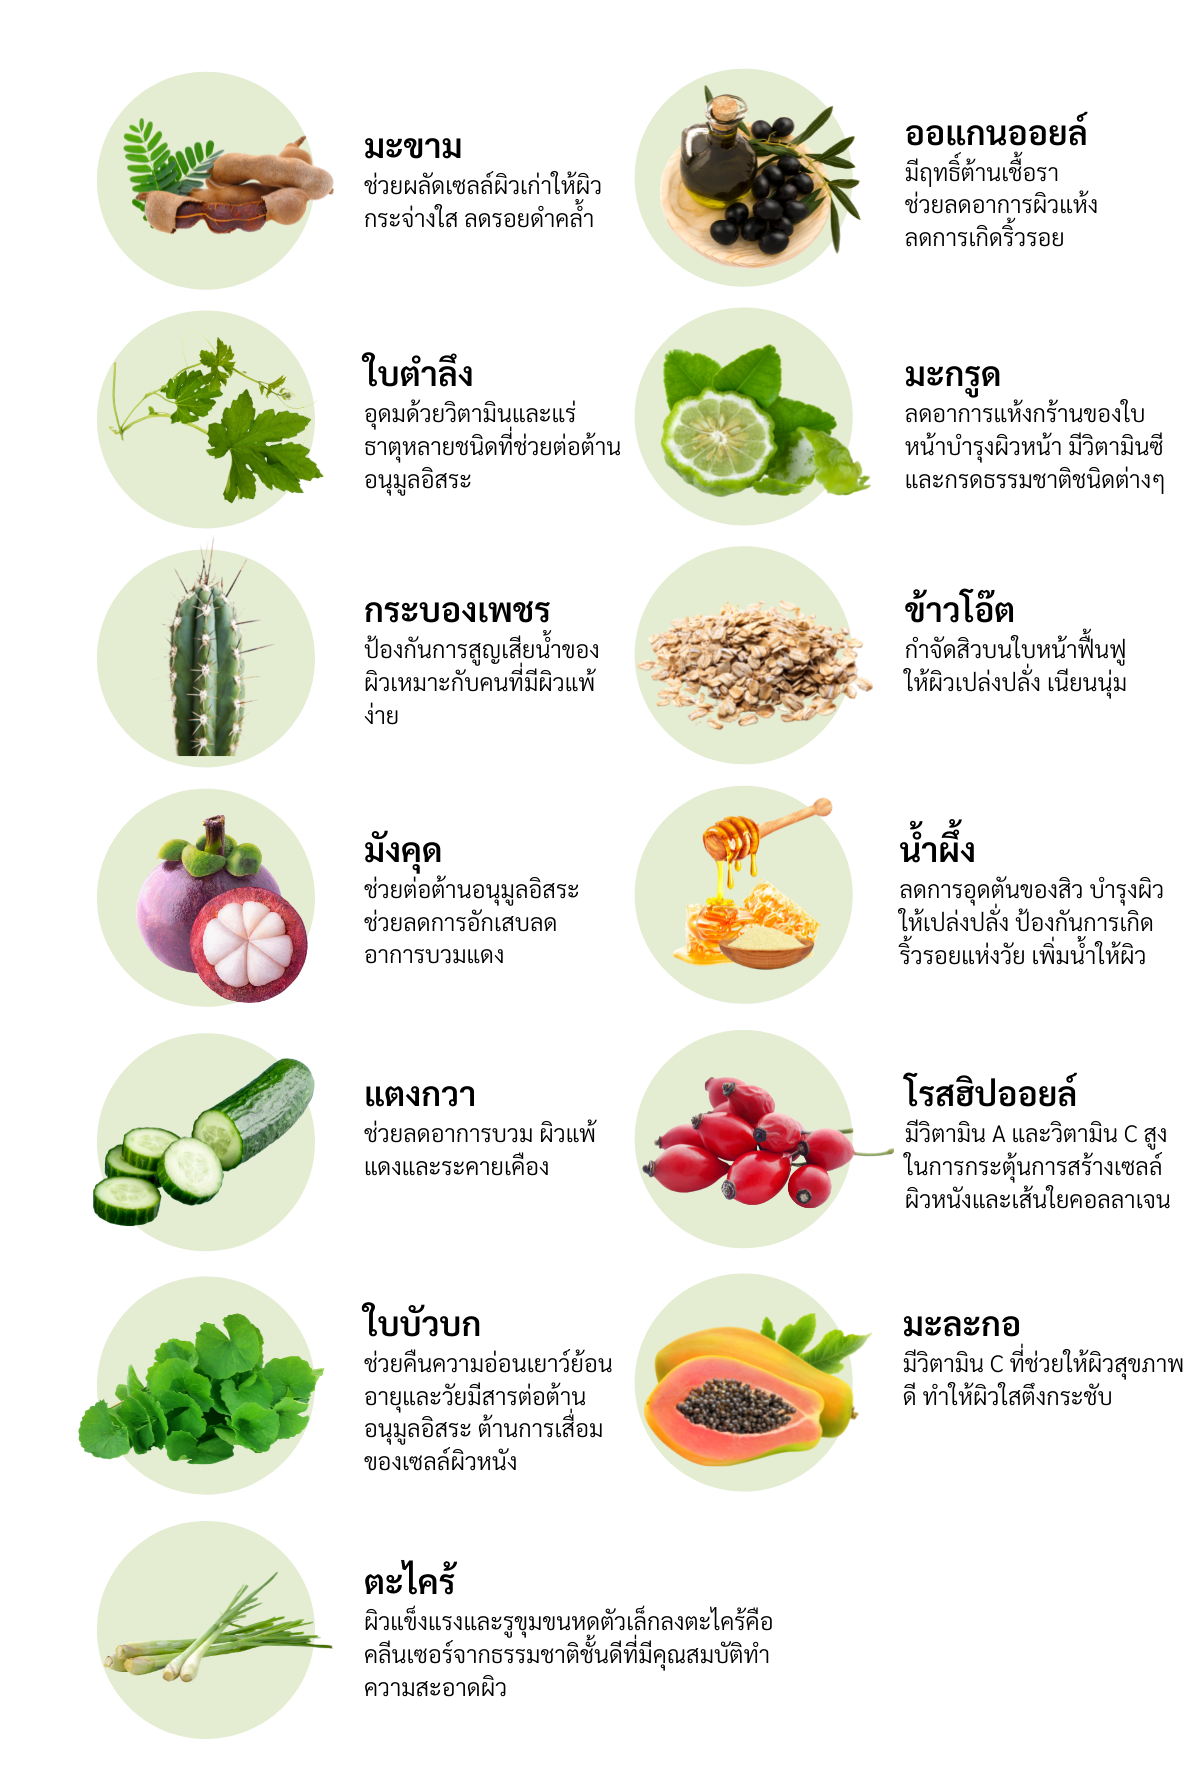 มะขาม
ช่วยผลัดเซลล์ผิวเก่าให้ผิว
กระจ่างใส ลดรอยดำคล้ำ
ออแกนออยล์
มีฤทธิ์ต้านเชื้อรา
ช่วยลดอาการผิวแห้ง
ลดการเกิดริ้วรอย
ใบตำลึง
อุดมด้วยวิตามินและแร่
ธาตุหลายชนิดที่ช่วยต่อต้าน
อนุมูลอิสระ
มะกรูด
ลดอาการแห้งกร้านของใบ
หน้าบำรุงผิวหน้า มีวิตามินซี
และกรดธรรมชาติชนิดต่างๆ
กระบองเพชร
ป้องกันการสูญเสียน้ำของ
ผิวเหมาะกับคนที่มีผิวแพ้
ง่าย
ข้าวโอ๊ต
กำจัดสิวบนใบหน้าฟื้นฟู
ให้ผิวเปล่งปลั่ง เนียนนุ่ม
มังคุด
ช่วยต่อต้านอนุมูลอิสระ
ช่วยลดการอักเสบลด
อาการบวมแดง
น้ำผึ้ง
ลดการอุดตันของสิว บำรุงผิว
ให้เปล่งปลั่ง ป้องกันการเกิด
ริ้วรอยแห่งวัย เพิ่มน้ำให้ผิว
แตงกวา
ช่วยลดอาการบวม ผิวแพ้
แดงและระคายเคือง
โรสฮิปออยล์
มีวิตามิน A และวิตามิน C สูง
ในการกระตุ้นการสร้างเซลล์
ผิวหนังและเส้นใยคอลลาเจน
ใบบัวบก
ช่วยคืนความอ่อนเยาว์ย้อน
อายุและวัยมีสารต่อต้าน
อนุมูลอิสระ ต้านการเสื่อม
ของเซลล์ผิวหนัง
มะละกอ
มีวิตามิน C ที่ช่วยให้ผิวสุขภาพ
ดี ทำให้ผิวใสตึงกระชับ
ตะไคร้
ผิวแข็งแรงและรูขุมขนหดตัวเล็กลงตะไคร้คือ
คลีนเซอร์จากธรรมชาติชั้นดีที่มีคุณสมบัติทำ
ความสะอาดผิว